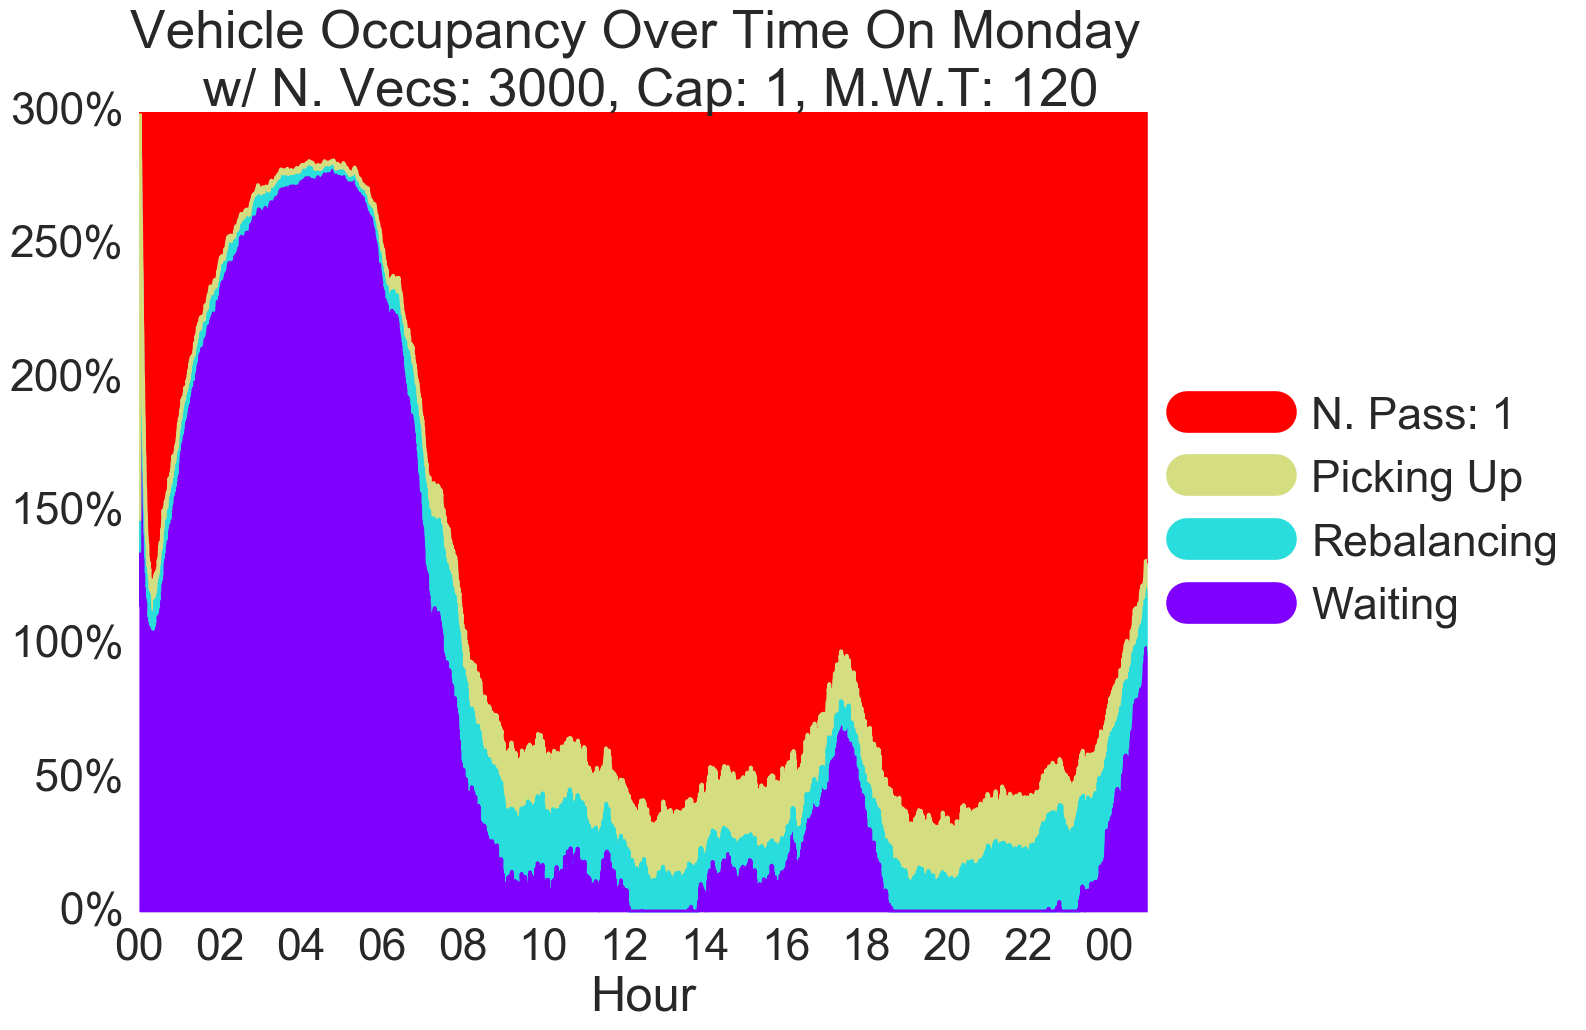 Vehicle Occupancy Over Time On Monday
w/ N. Vecs: 3000, Cap: 1, M.W.T: 120
300%
250%
200%
150%
100%
50%
0%
00 02 04 06 08 10 12 14 16 18 20 22 00
Hour
N. Pass: 1
Picking Up
Rebalancing
Waiting